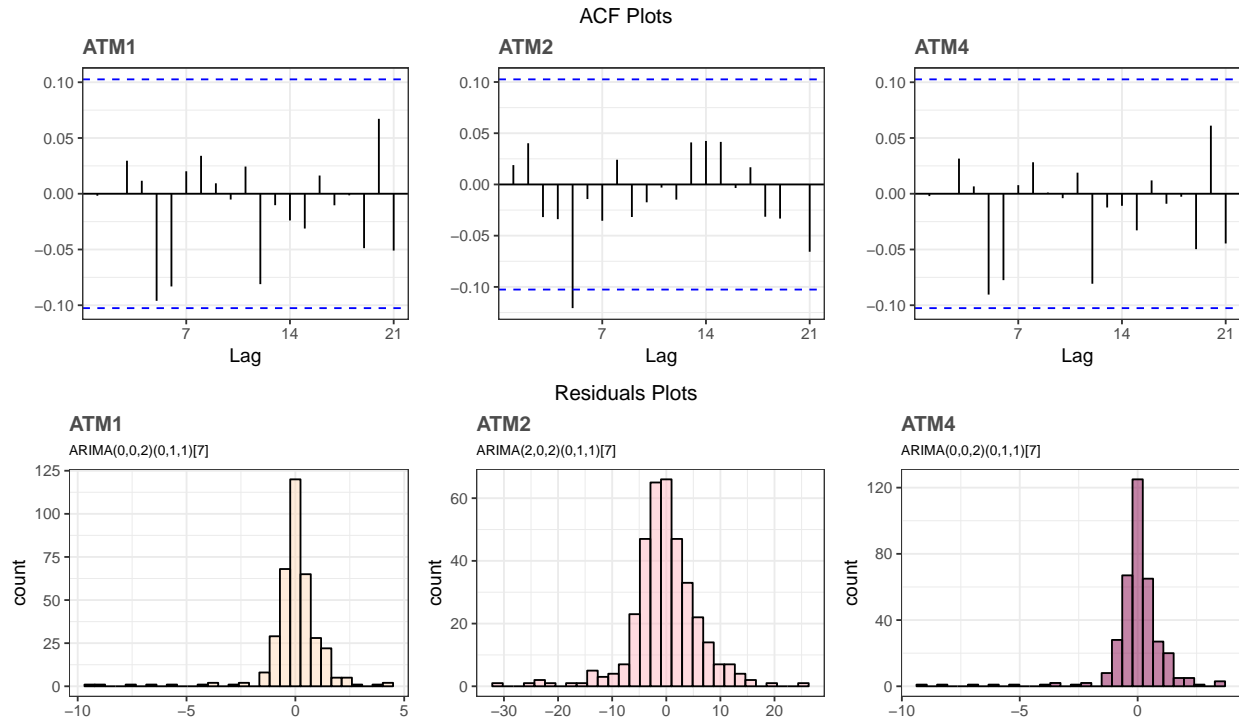 ACF Plots
ATM1 ATM2 ATM4
0.10 0.10 0.10
0.05 0.05 0.05
0.00 0.00 0.00
−0.05 −0.05 −0.05
−0.10 −0.10 −0.10
7 14 21 7 14 21 7 14 21
Lag Lag Lag
Residuals Plots
ATM1 ATM2 ATM4
ARIMA(0,0,2)(0,1,1)[7] ARIMA(2,0,2)(0,1,1)[7] ARIMA(0,0,2)(0,1,1)[7]
125
100
75
50
25
0
count
60
40
20
0
count
120
80
40
0
count
−10 −5 0 5 −30 −20 −10 0 10 20 −10 −5 0